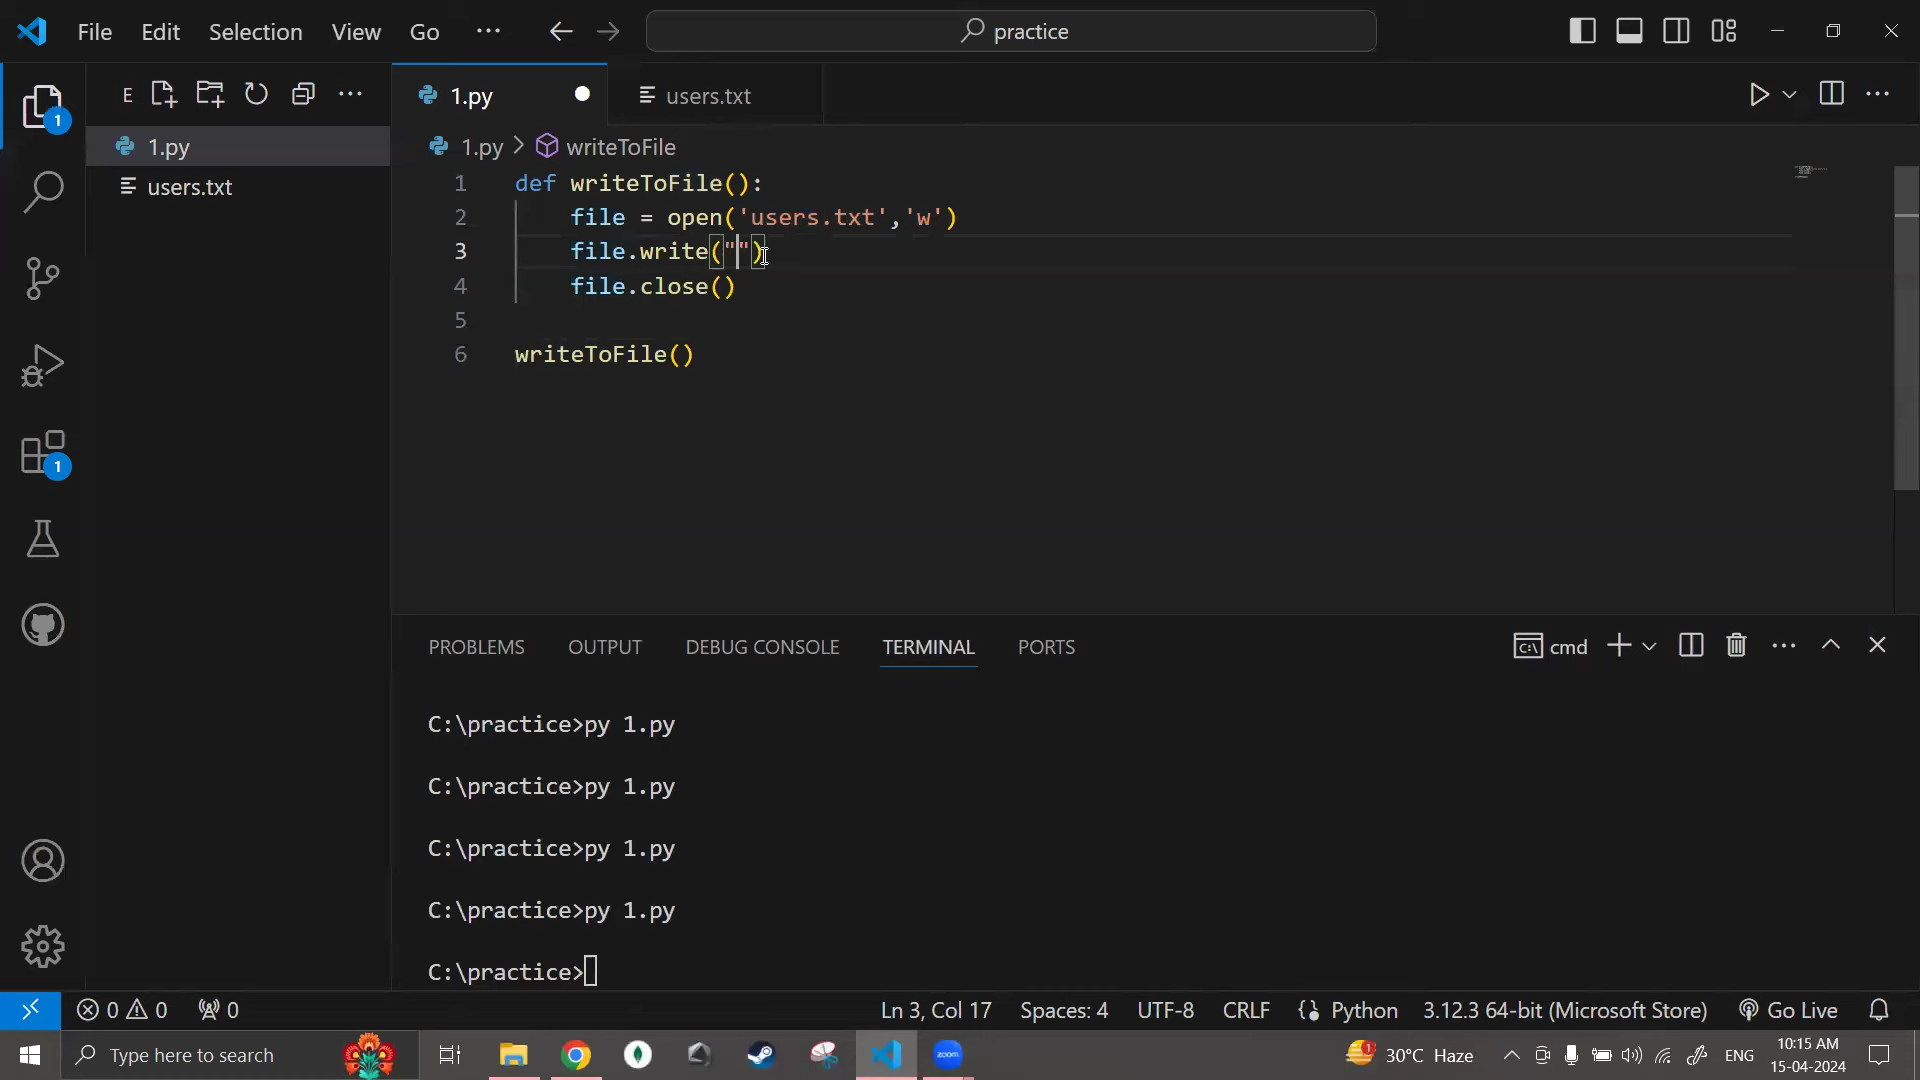 File Edit Selection View Go ··· practice
E ···
1.py
users.txt
1
1
1.py users.txt ···
1.py > writeToFile
1 def writeToFile():
2 file = open('users.txt','w')
3 file.write("")
4 file.close()
5
6 writeToFile()
PROBLEMS OUTPUT DEBUG CONSOLE TERMINAL PORTS cmd ···
C:\practice>py 1.py
C:\practice>py 1.py
C:\practice>py 1.py
C:\practice>py 1.py
C:\practice>
0 0 0 Ln 3, Col 17 Spaces: 4 UTF-8 CRLF {} Python 3.12.3 64-bit (Microsoft Store) Go Live
Type here to search zoom 1 30°C Haze ENG 10:15 AM
15-04-2024